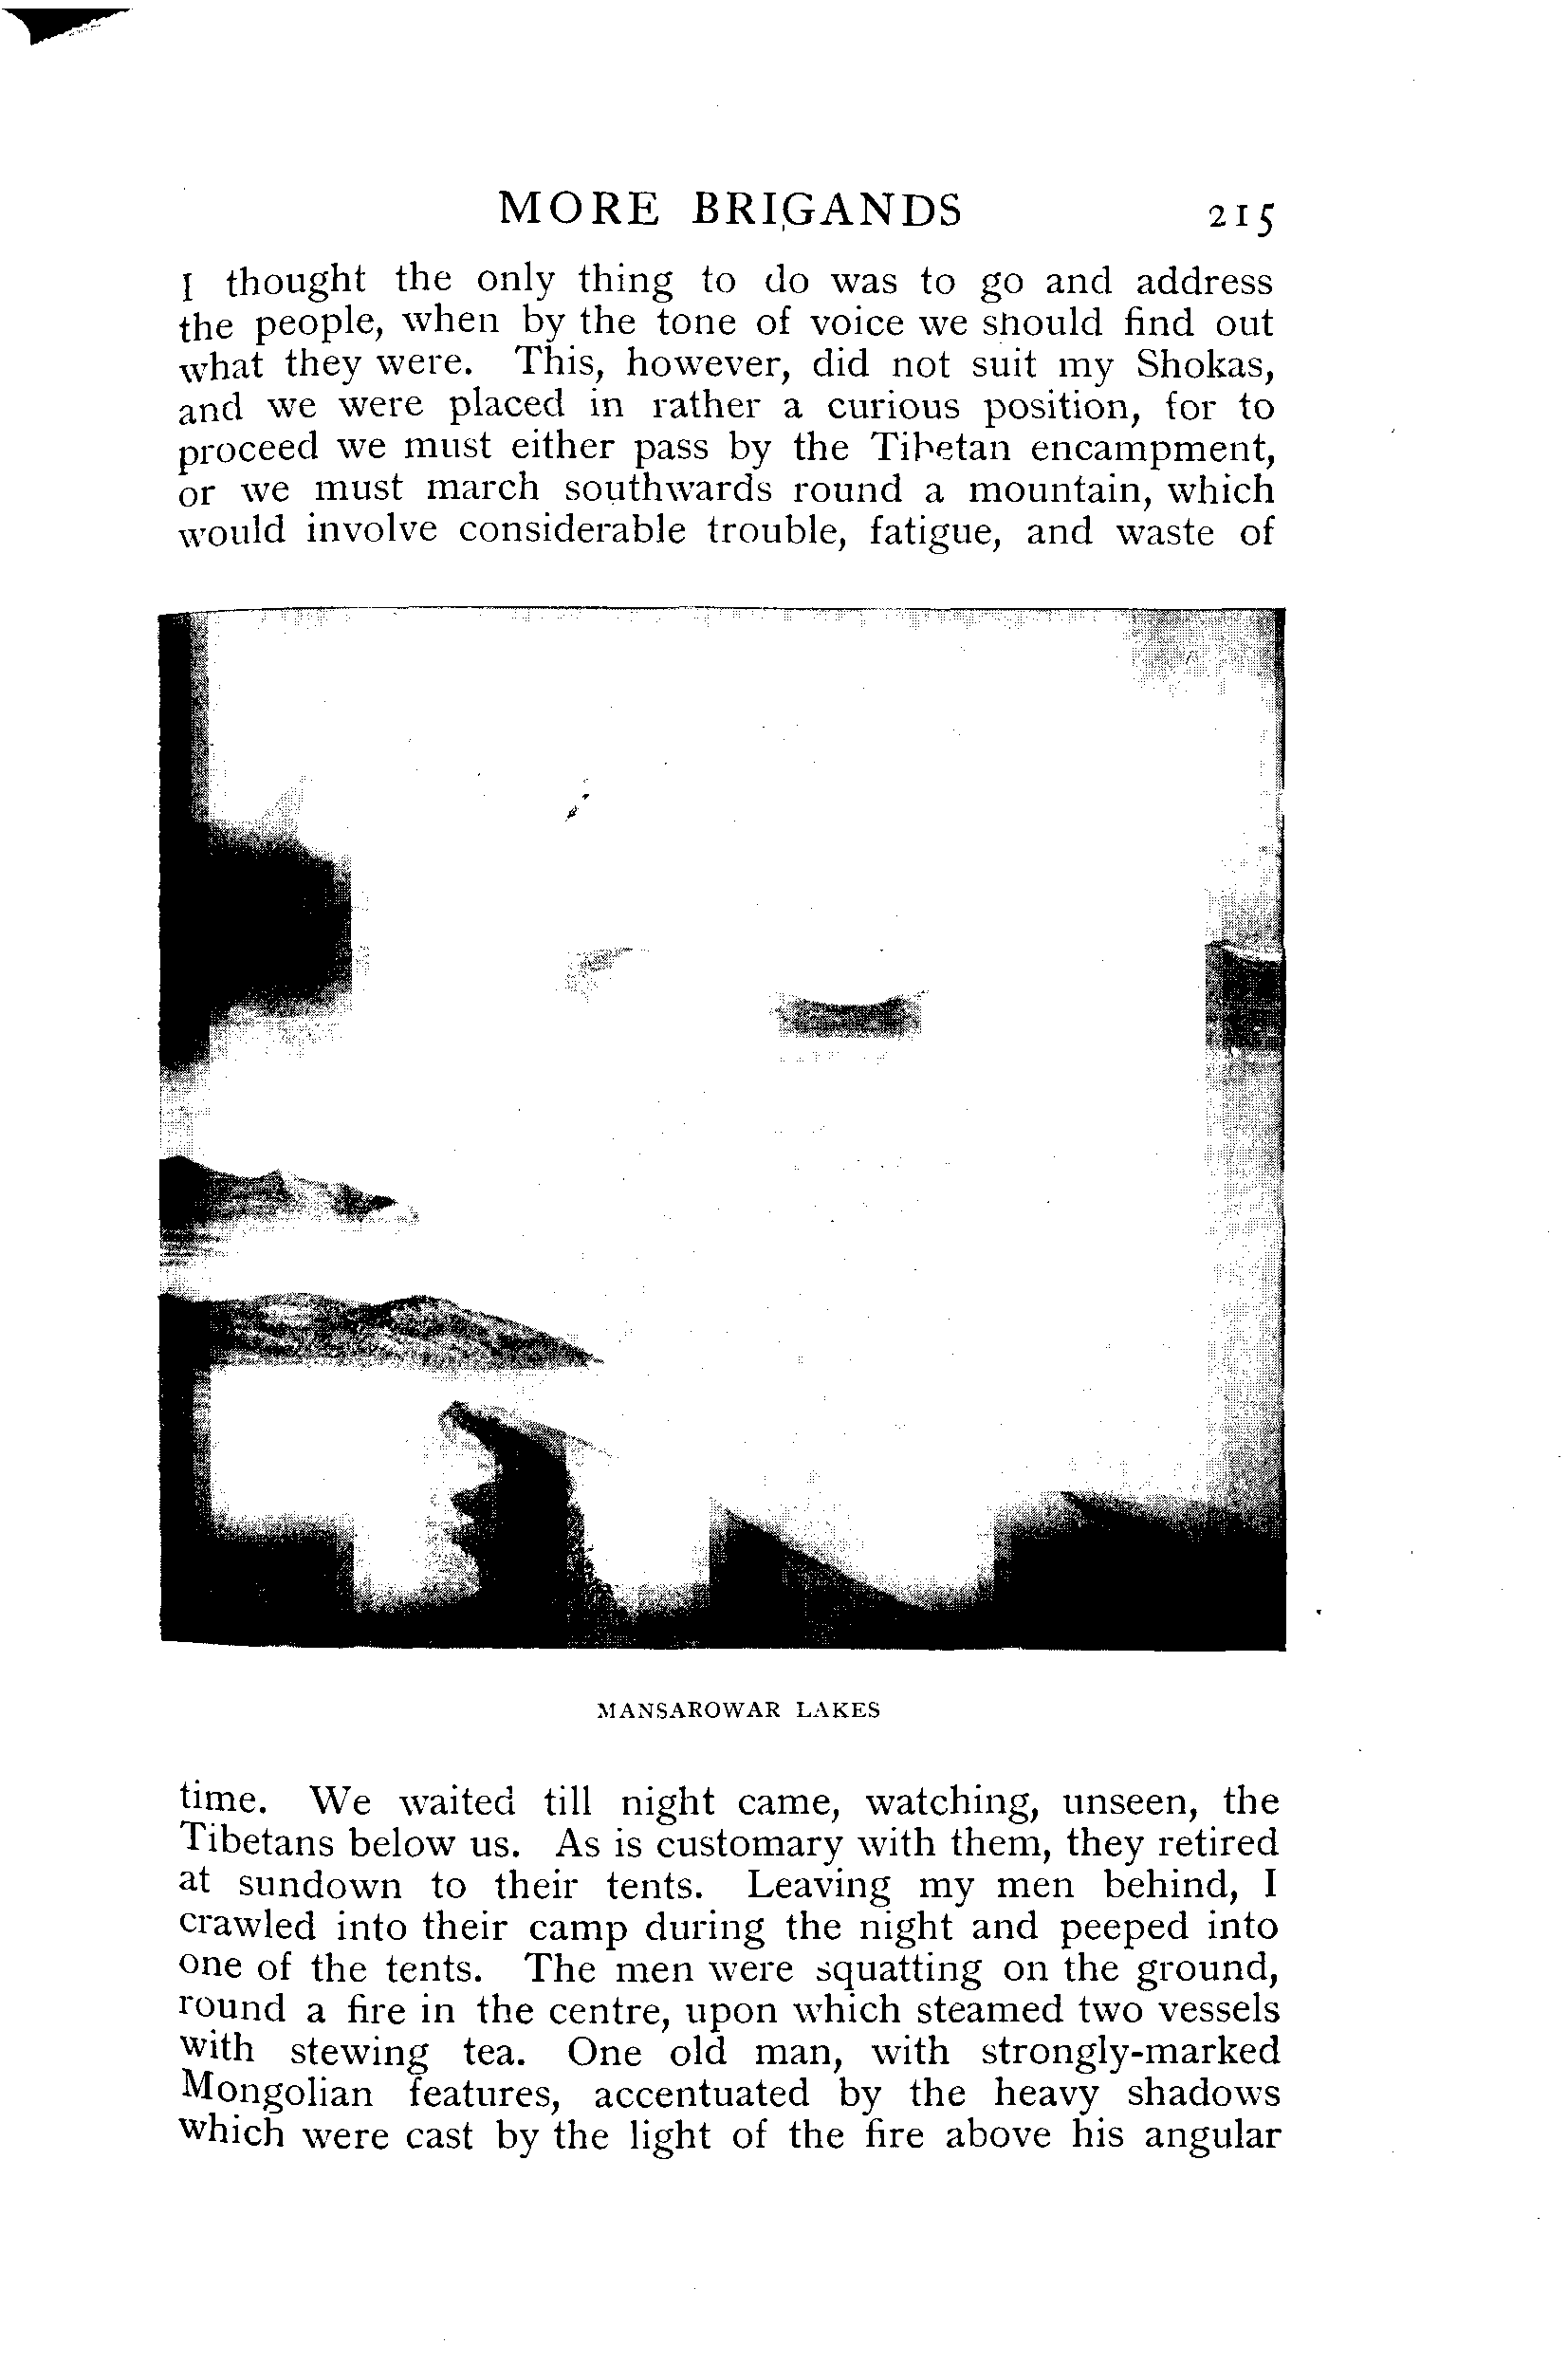 MORE BRIGANDS 215
I thought the only thing to do was to go and address
the people, when by the tone of voice we should find out
what they were. This, however, did not suit my Shokas,
and we were placed in rather a curious position, for to
proceed we must either pass by the Tibetan encampment,
or we must march southwards round a mountain, which
would involve considerable trouble, fatigue, and waste of
MANSAROWAR LAKES
time. We waited till night came, watching, unseen, the
Tibetans below us. As is customary with them, they retired
at sundown to their tents. Leaving my men behind, I
crawled into their camp during the night and peeped into
one of the tents. The men were squatting on the ground,
round a fire in the centre, upon which steamed two vessels
with stewing tea. One old man, with strongly-marked
Mongolian features, accentuated by the heavy shadows
which were cast by the light of the fire above his angular